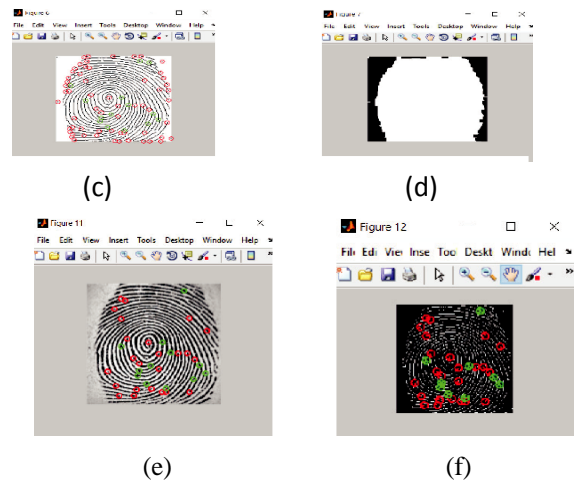 Figure 6
File Edit View Insert Tools Desktop Window Help
Figure 7
File Edit View Insert Tools Desktop Window Help
(c)
(d)
Figure 11
File Edit View Insert Tools Desktop Window Help
Figure 12
Fil Edi Vie Inse Too Deskt Windo Hel
(e)
(f)